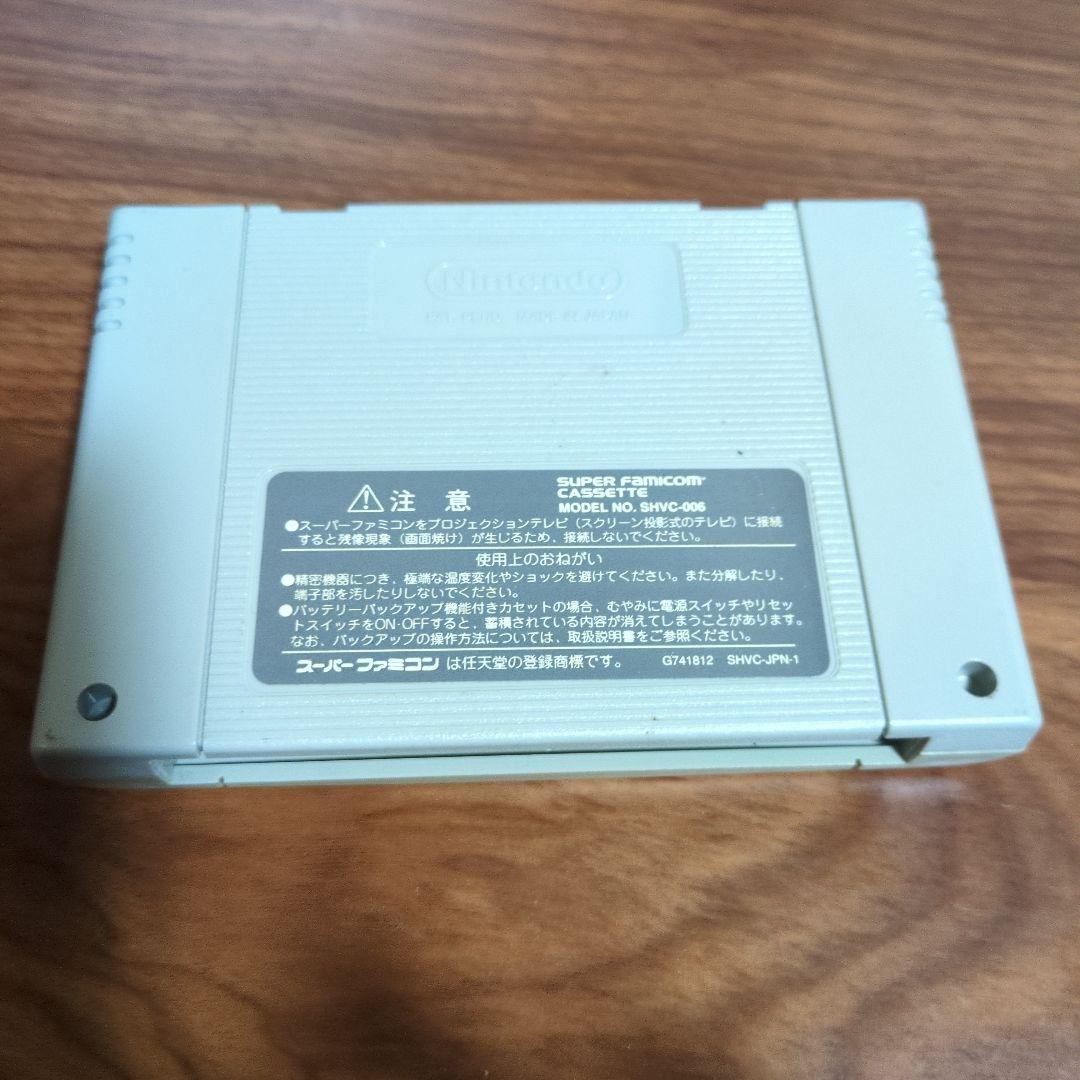 Nintendo
PAT. PEND. MADE IN JAPAN
注意
SUPER FAMICOM
CASSETTE
MODEL NO. SHVC-006
●スーパーファミコンをプロジェクションテレビ(スクリーン投影式のテレビ)に接続
すると残像現象(画面焼け)が生じるため、接続しないでください。
使用上のおねがい
●精密機器につき、極端な温度変化やショックを避けてください。また分解したり、
端子部を汚したりしないでください。
●バッテリーバックアップ機能付きカセットの場合、むやみに電源スイッチやリセッ
トスイッチをON·OFFすると、蓄積されている内容が消えてしまうことがあります。
なお、バックアップの操作方法については、取扱説明書をご参照ください。
スーパーファミコンは任天堂の登録商標です。 G741812 SHVC-JPN-1